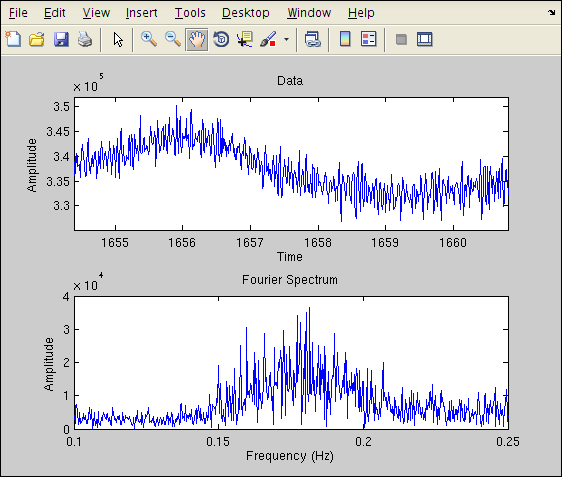 File Edit View Insert Tools Desktop Window Help
Data
× 10^5
3.5
3.45
3.4
3.35
3.3
Amplitude
1655 1656 1657 1658 1659 1660
Time
Fourier Spectrum
× 10^4
4
3
2
1
0
Amplitude
0.1 0.15 0.2 0.25
Frequency (Hz)